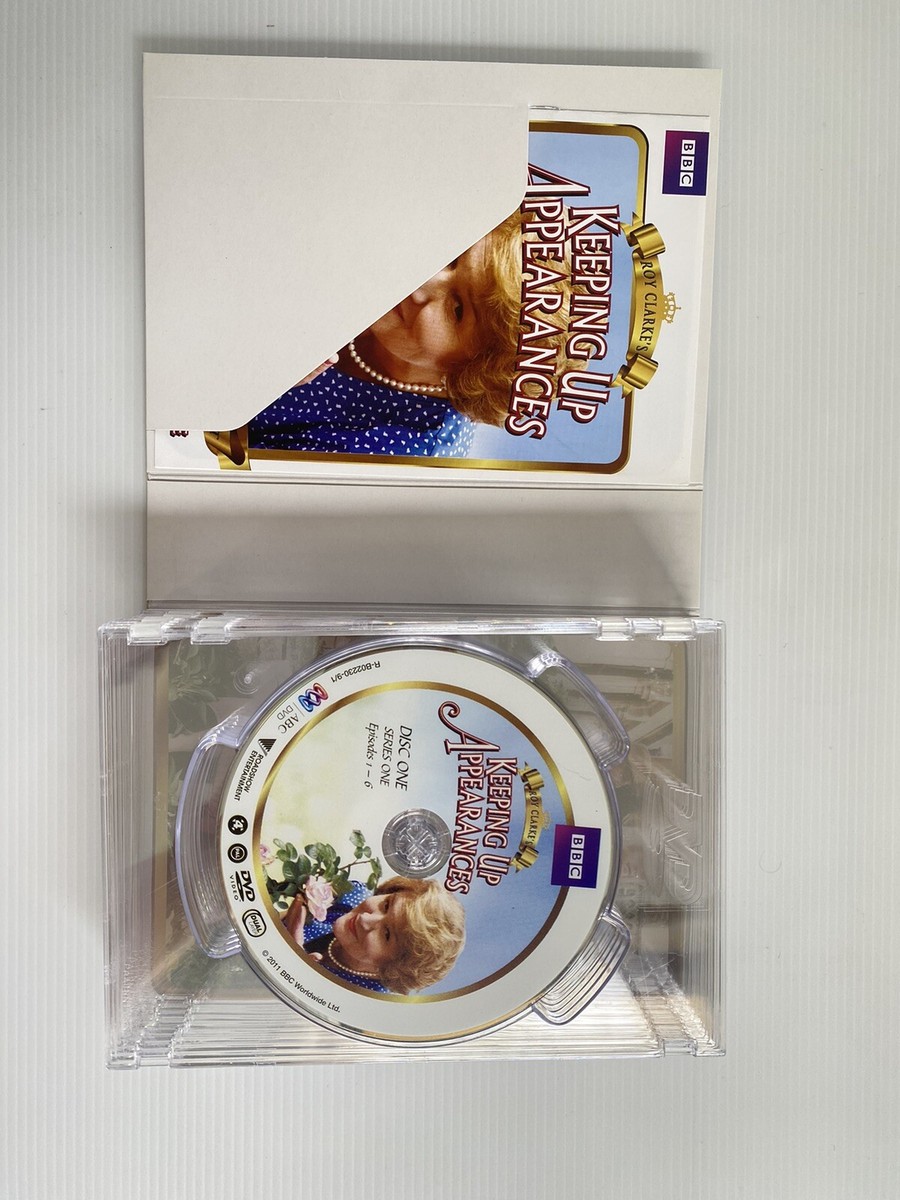 BBC
ROY CLARKE'S
KEEPING UP
APPEARANCES
BBC
ROY CLARKE'S
KEEPING UP
APPEARANCES
DISC ONE
SERIES ONE
Episodes 1 – 6
R-B02230-9/1
ABC
DVD
ROADSHOW
ENTERTAINMENT
DVD
VIDEO
DUAL
© 2011 BBC Worldwide Ltd.